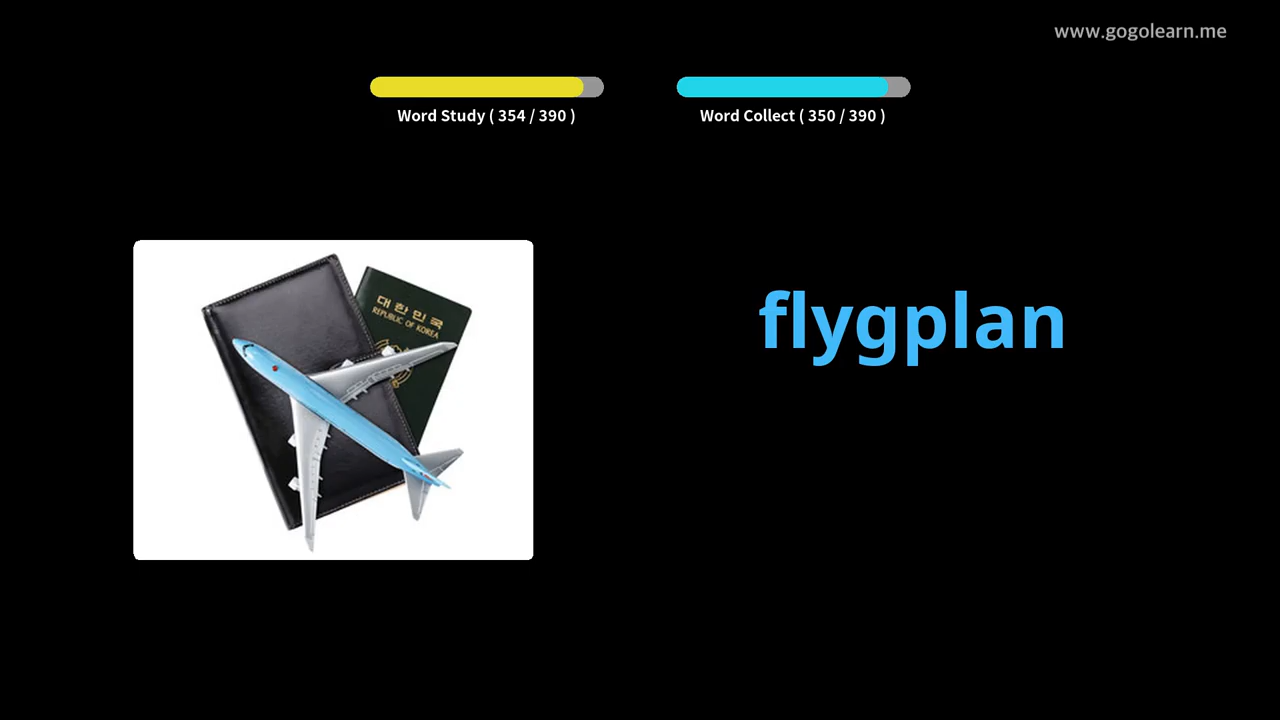 www.gogolearn.me
Word Study ( 354 / 390 )
Word Collect ( 350 / 390 )
대한민국
REPUBLIC OF KOREA
flygplan